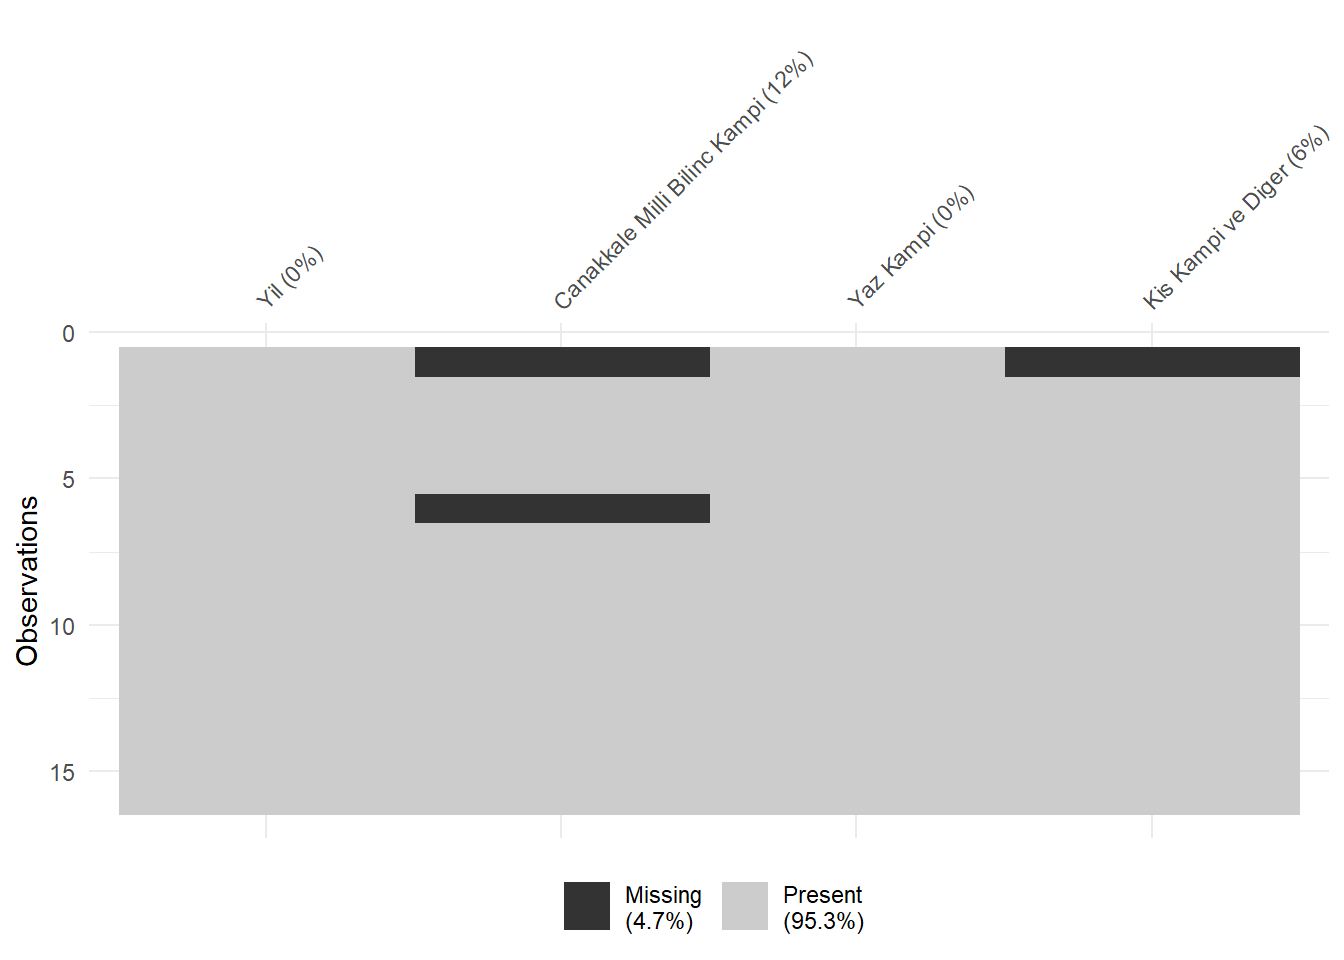 Yil (0%)
Canakkale Milli Bilinc Kampi (12%)
Yaz Kampi (0%)
Kis Kampi ve Diger (6%)
0
5
10
15
Observations
Missing
(4.7%)
Present
(95.3%)